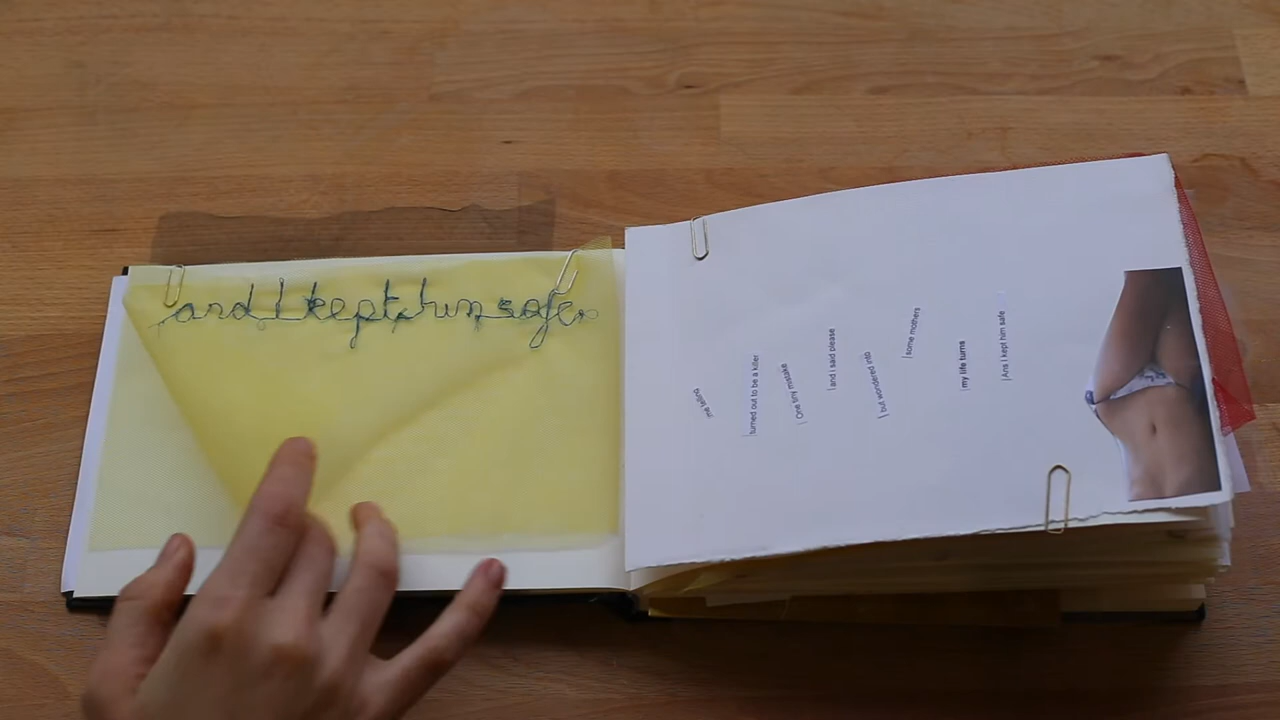 and I kept him safe
me telling
turned out to be a killer
One tiny mistake
and I said please
but wondered into
some mothers
my life turns
Ans I kept him safe